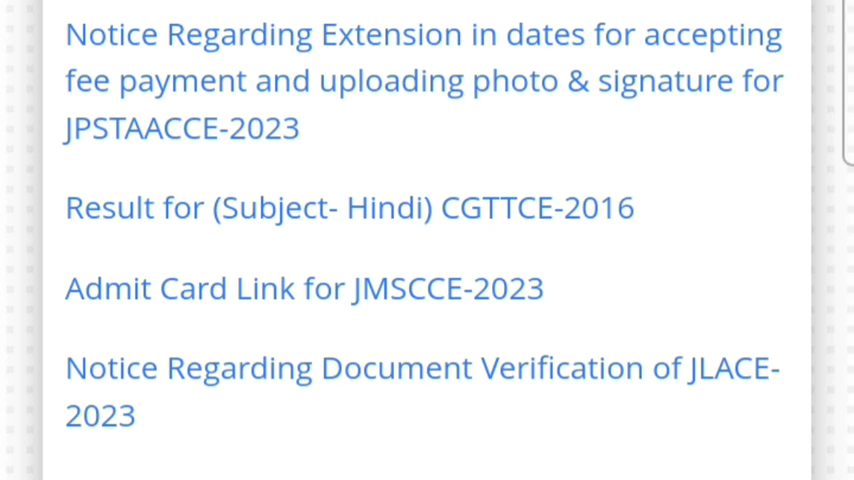 Notice Regarding Extension in dates for accepting
fee payment and uploading photo & signature for
JPSTAACCE-2023
Result for (Subject- Hindi) CGTTCE-2016
Admit Card Link for JMSCCE-2023
Notice Regarding Document Verification of JLACE-
2023